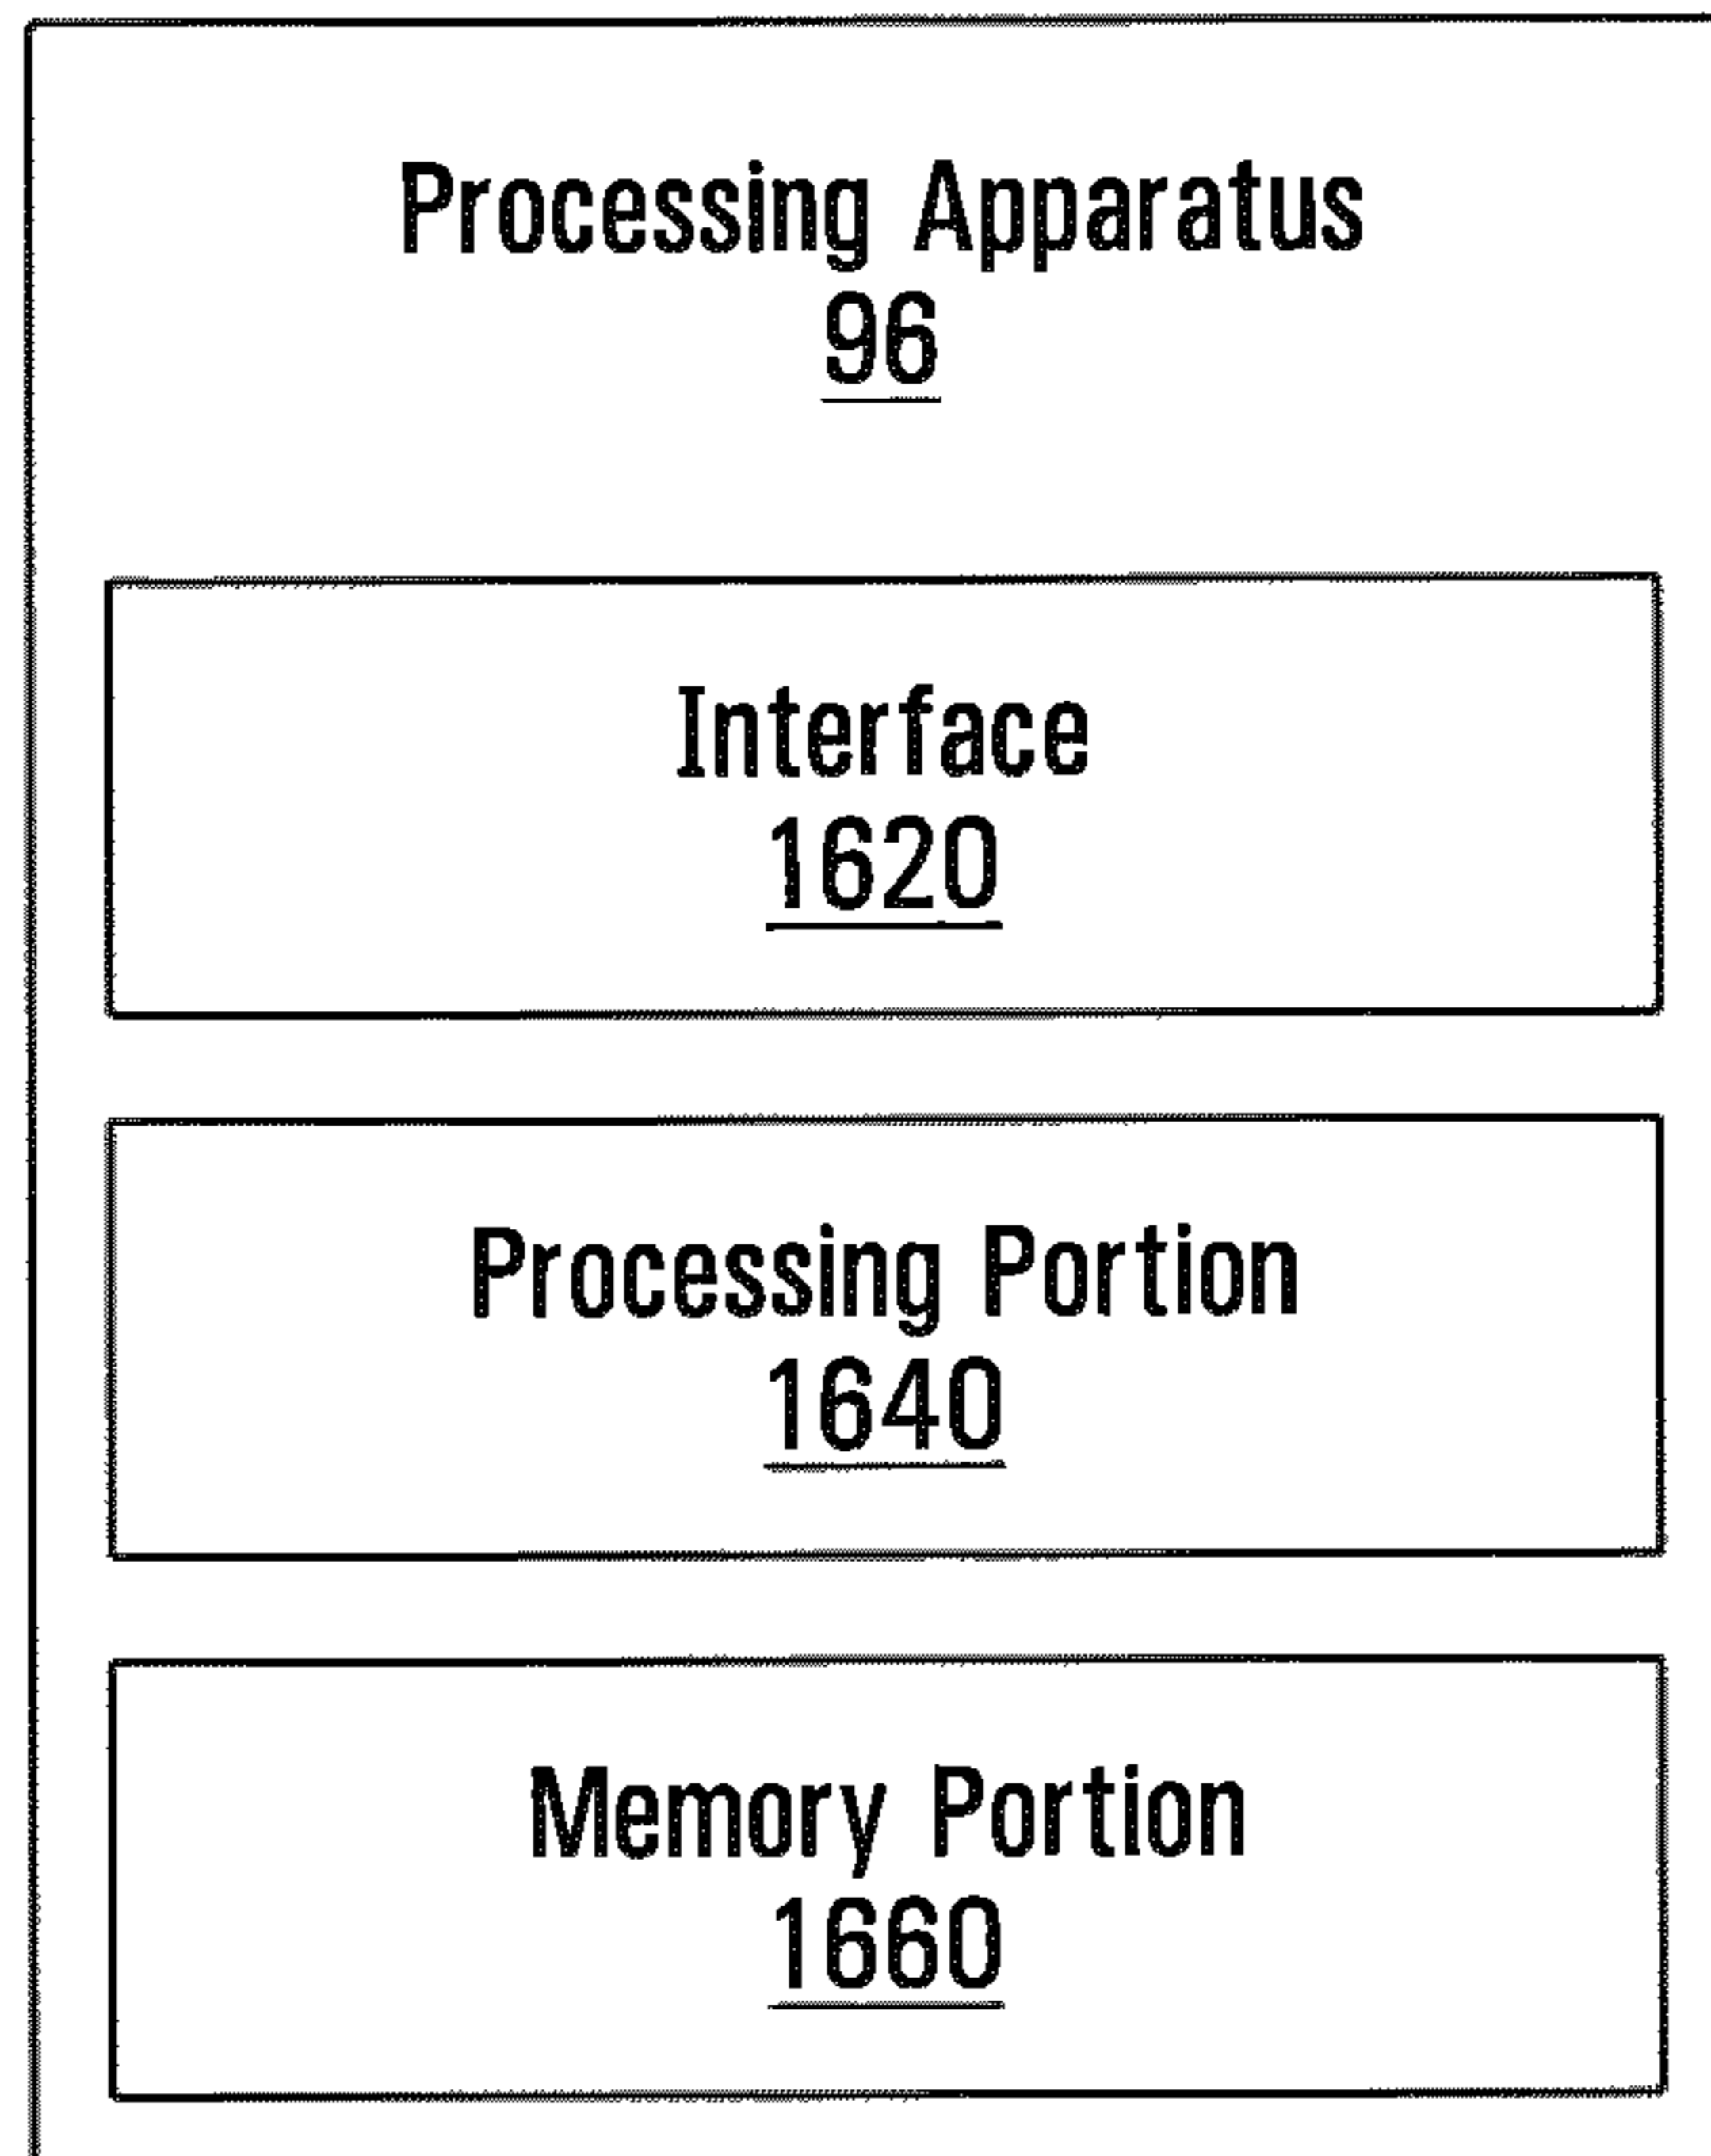 Processing Apparatus
96
Interface
1620
Processing Portion
1640
Memory Portion
1660